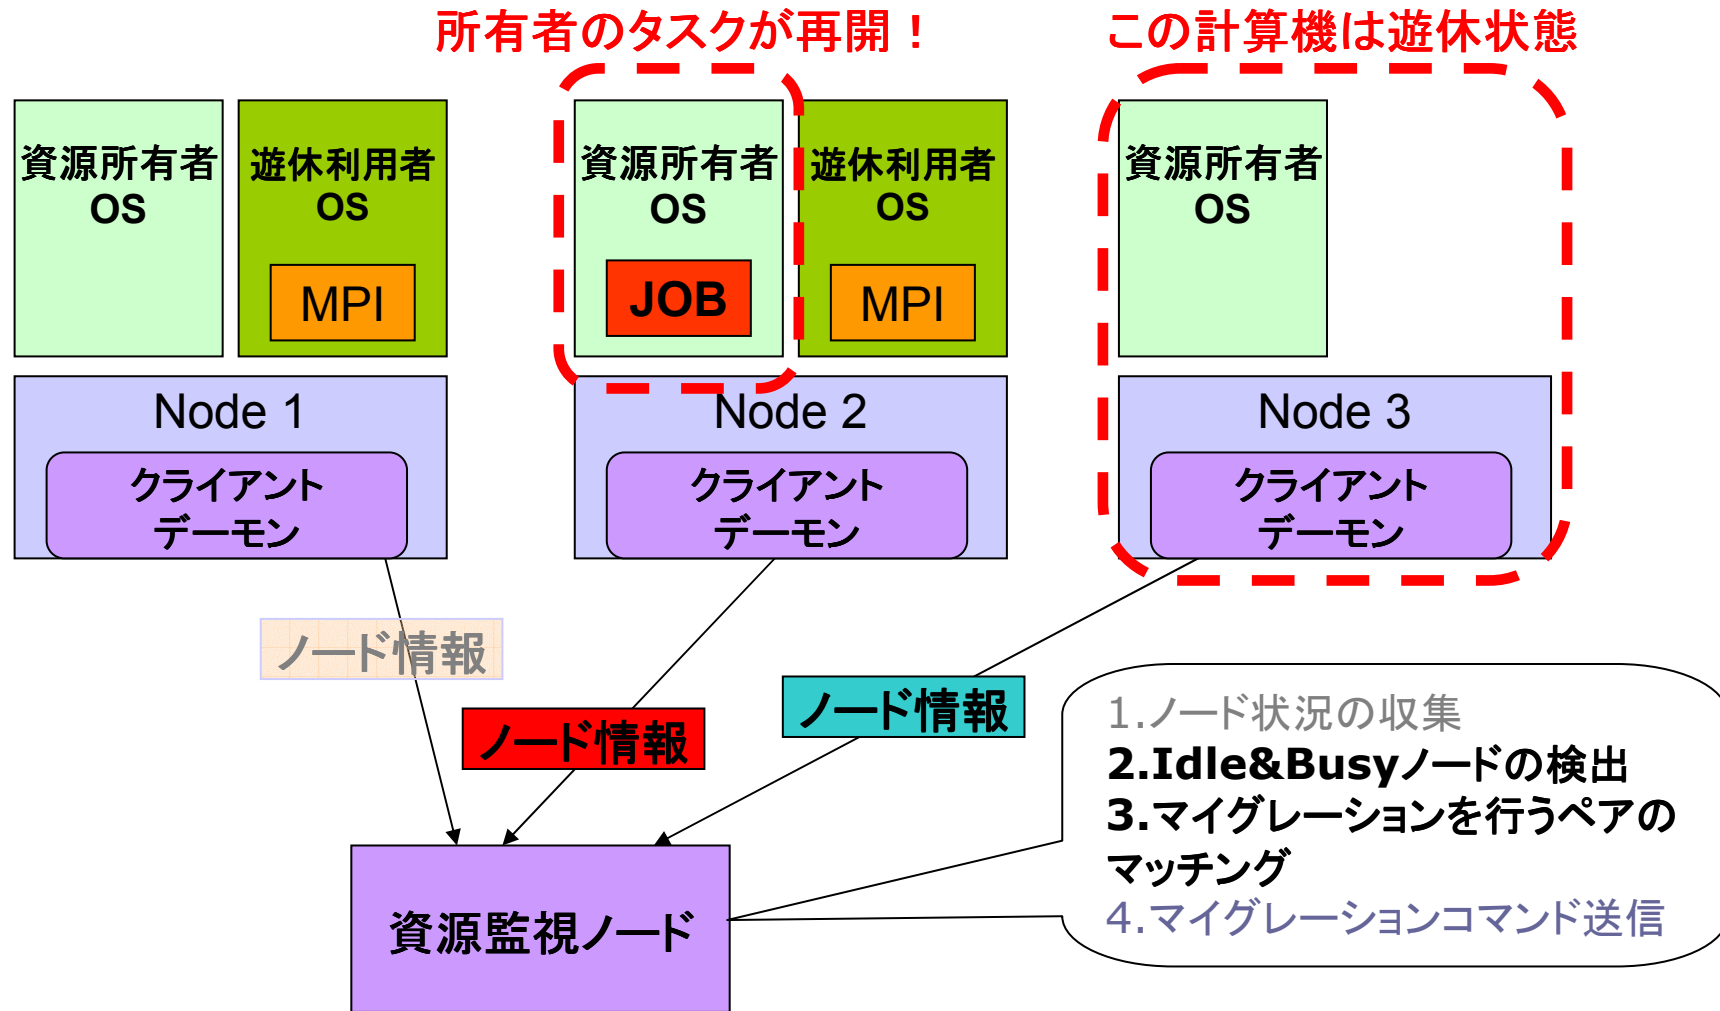 所有者のタスクが再開！
この計算機は遊休状態
資源所有者
OS
遊休利用者
OS
MPI
資源所有者
OS
JOB
遊休利用者
OS
MPI
資源所有者
OS
Node 1
クライアント
デーモン
Node 2
クライアント
デーモン
Node 3
クライアント
デーモン
ノード情報
ノード情報
ノード情報
資源監視ノード
1.ノード状況の収集
2.Idle&Busyノードの検出
3.マイグレーションを行うペアの
マッチング
4.マイグレーションコマンド送信